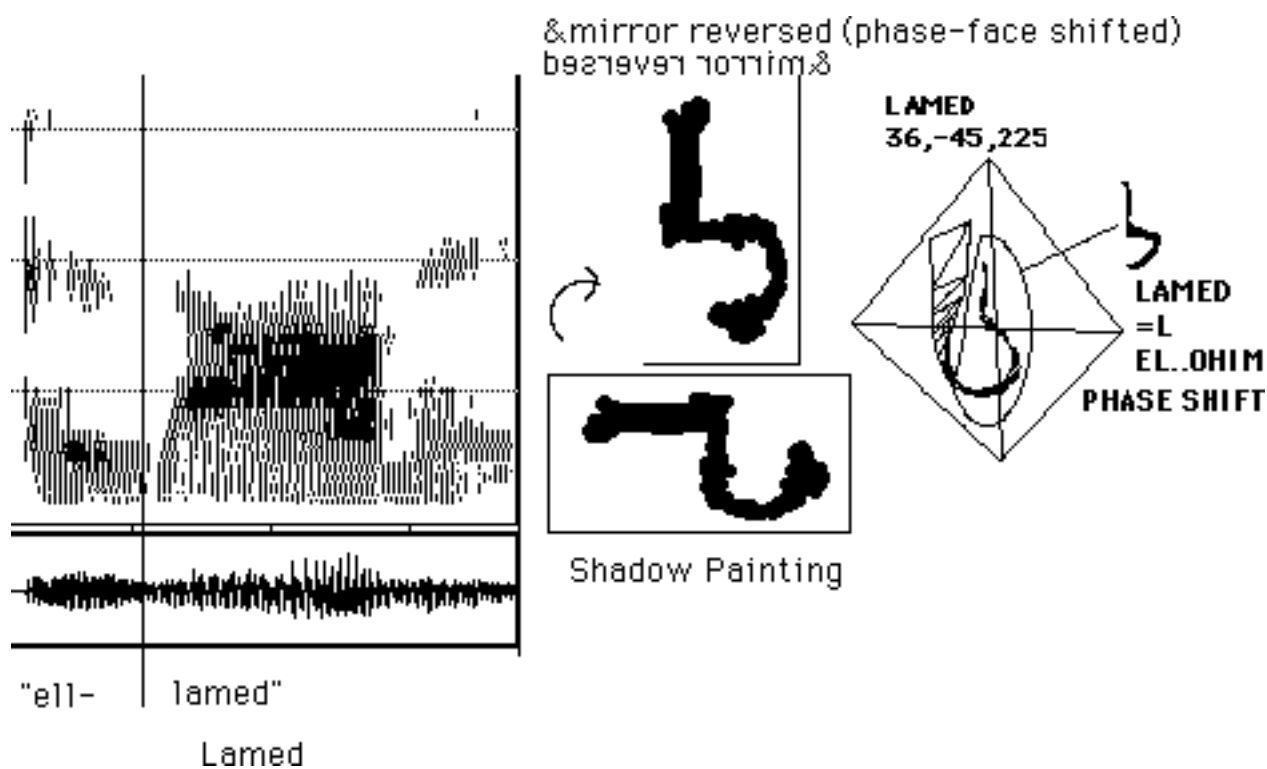 &mirror reversed (phase-face shifted)
&mirror reversed
LAMED
36,-45,225
LAMED
=L
EL..OHIM
PHASE SHIFT
Shadow Painting
"ell- lamed"
Lamed